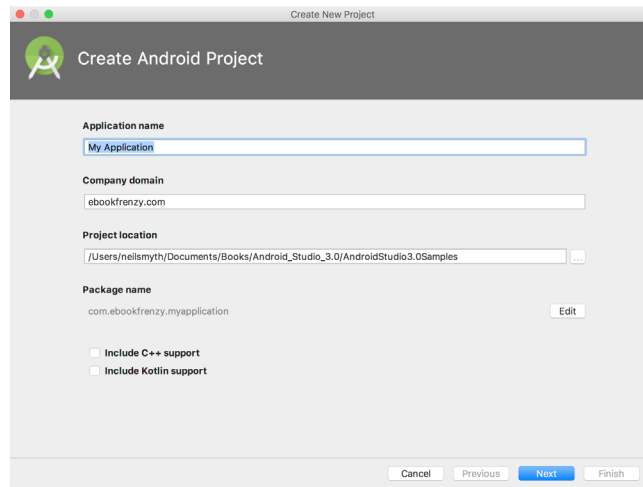 Create New Project
Create Android Project
Application name
My Application
Company domain
ebookfrenzy.com
Project location
/Users/neilsmyth/Documents/Books/Android_Studio_3.0/AndroidStudio3.0Samples
...
Package name
com.ebookfrenzy.myapplication
Edit
Include C++ support
Include Kotlin support
Cancel Previous Next Finish